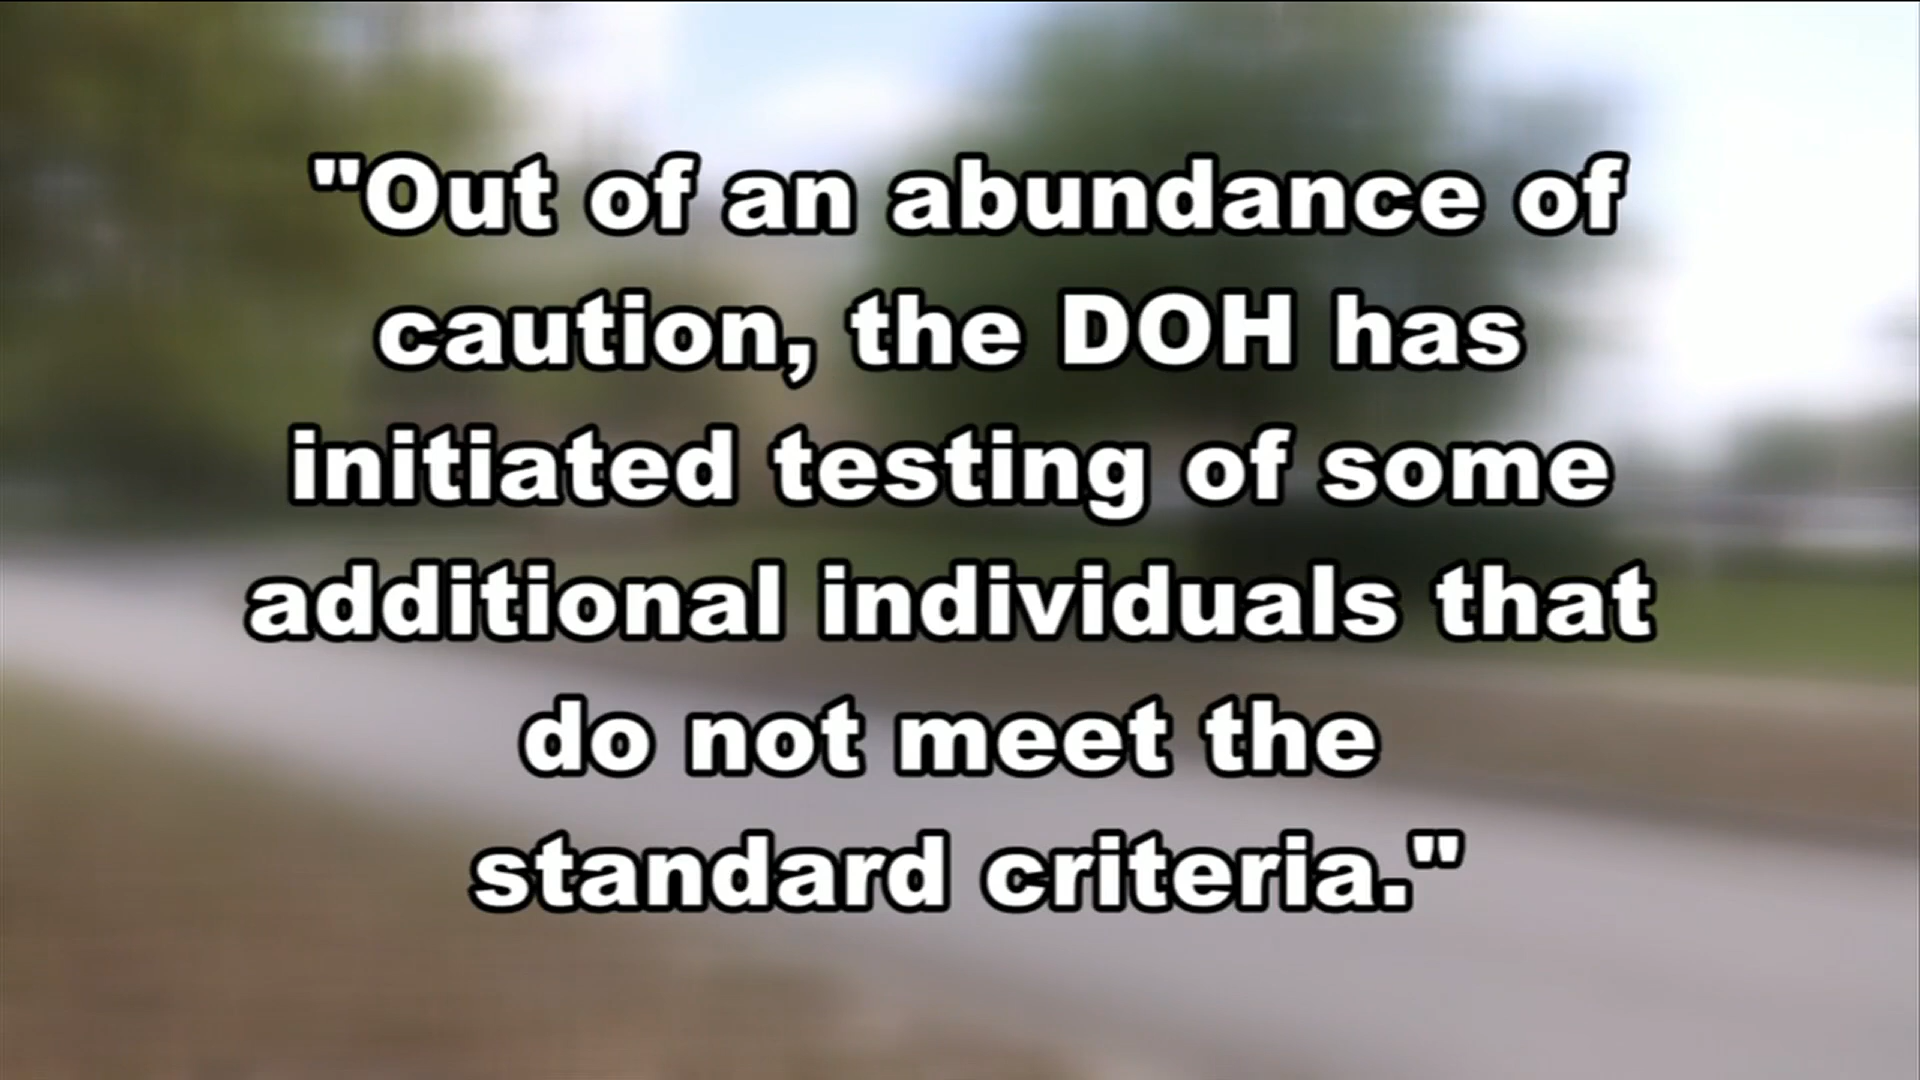 "Out of an abundance of
caution, the DOH has
initiated testing of some
additional individuals that
do not meet the
standard criteria."